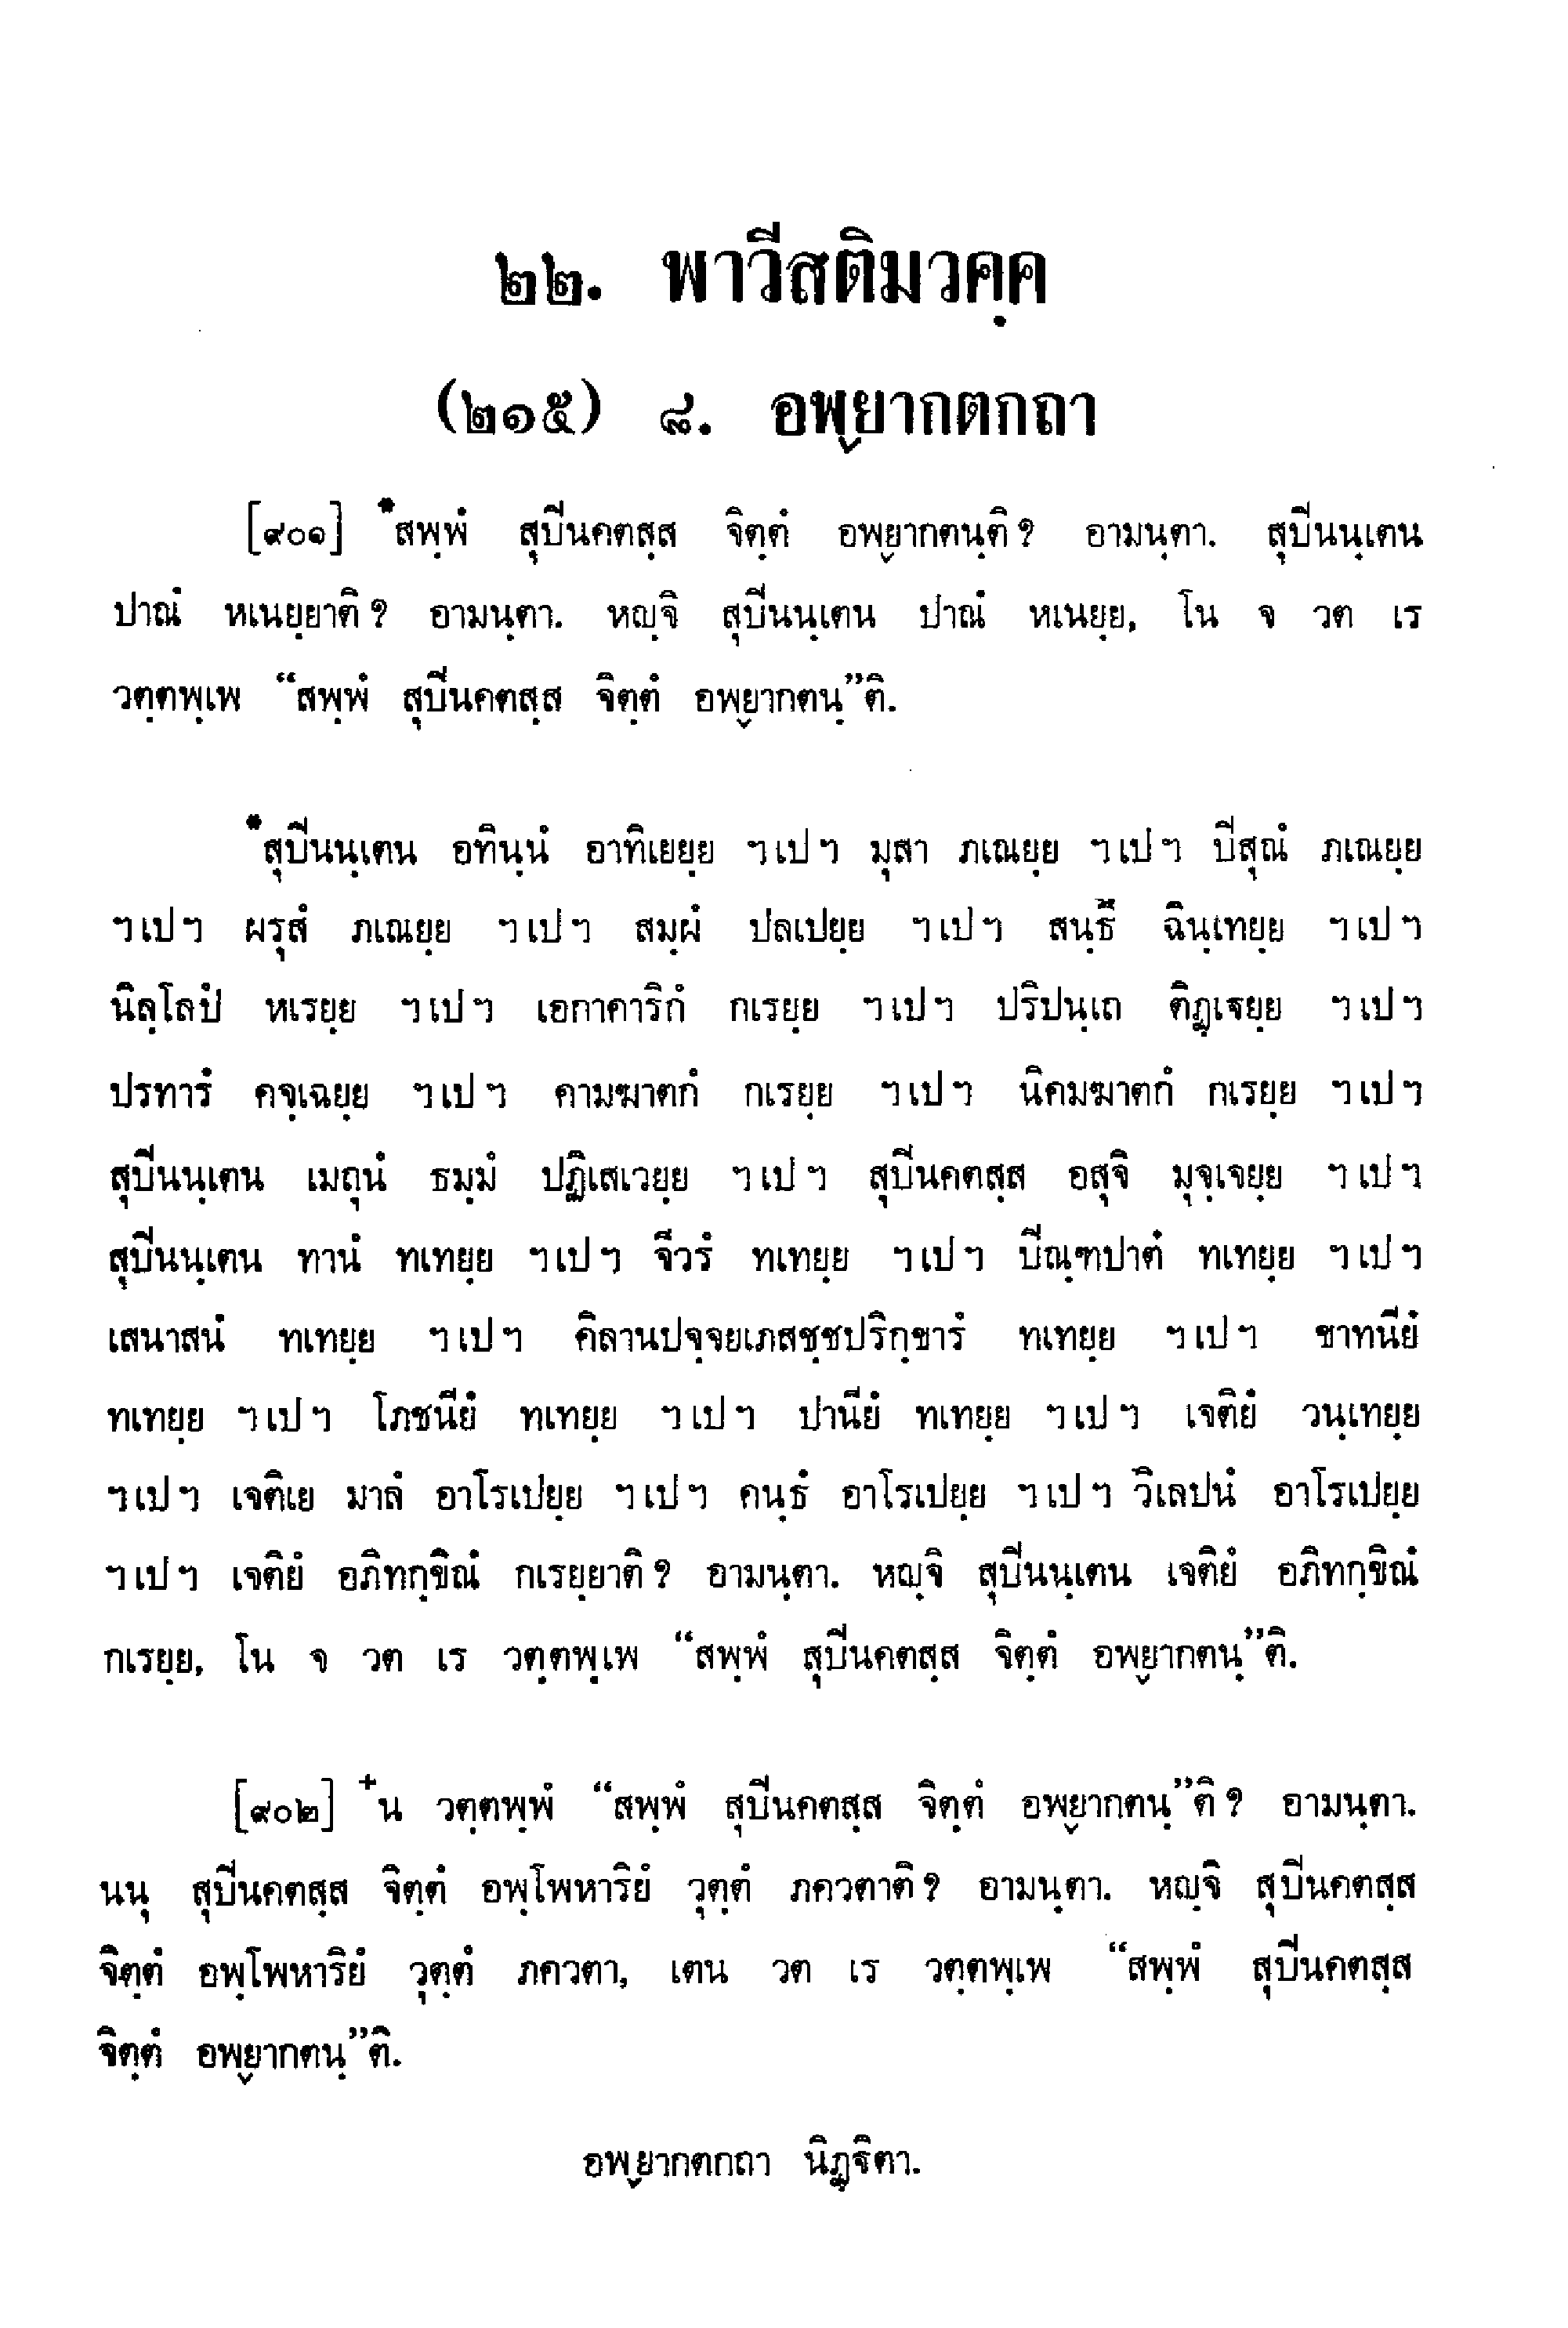 ๒๒. พาวีสติมวคฺค
(๒๑๕) ๘. อพฺยากตกถา
[๙๐๑] *สพฺพํ สุปินคตสฺส จิตฺตํ อพฺยากตนฺติ? อามนฺตา. สุปินนฺเตน
ปาณํ หเนยฺยาติ? อามนฺตา. หญฺจิ สุปินนฺเตน ปาณํ หเนยฺย, โน จ วต เร
วตฺตพฺเพ “สพฺพํ สุปินคตสฺส จิตฺตํ อพฺยากตนฺ”ติ.
*สุปินนฺเตน อทินฺนํ อาทิเยยฺย ฯเปฯ มุสา ภเณยฺย ฯเปฯ ปิสุณํ ภเณยฺย
ฯเปฯ ผรุสํ ภเณยฺย ฯเปฯ สมฺผํ ปลเปยฺย ฯเปฯ สนฺธึ ฉินฺเทยฺย ฯเปฯ
นิลฺโลปํ หเรยฺย ฯเปฯ เอกาคาริกํ กเรยฺย ฯเปฯ ปริปนฺเถ ติฏฺเฐยฺย ฯเปฯ
ปรทารํ คจฺเฉยฺย ฯเปฯ คามฆาตกํ กเรยฺย ฯเปฯ นิคมฆาตกํ กเรยฺย ฯเปฯ
สุปินนฺเตน เมถุนํ ธมฺมํ ปฏิเสเวยฺย ฯเปฯ สุปินคตสฺส อสุจิ มุจฺเจยฺย ฯเปฯ
สุปินนฺเตน ทานํ ทเทยฺย ฯเปฯ จีวรํ ทเทยฺย ฯเปฯ ปิณฺฑปาตํ ทเทยฺย ฯเปฯ
เสนาสนํ ทเทยฺย ฯเปฯ คิลานปจฺจยเภสชฺชปริกฺขารํ ทเทยฺย ฯเปฯ ขาทนียํ
ทเทยฺย ฯเปฯ โภชนียํ ทเทยฺย ฯเปฯ ปานียํ ทเทยฺย ฯเปฯ เจติยํ วนฺเทยฺย
ฯเปฯ เจติเย มาลํ อาโรเปยฺย ฯเปฯ คนฺธํ อาโรเปยฺย ฯเปฯ วิเลปนํ อาโรเปยฺย
ฯเปฯ เจติยํ อภิทกฺขิณํ กเรยฺยาติ? อามนฺตา. หญฺจิ สุปินนฺเตน เจติยํ อภิทกฺขิณํ
กเรยฺย, โน จ วต เร วตฺตพฺเพ “สพฺพํ สุปินคตสฺส จิตฺตํ อพฺยากตนฺ”ติ.
[๙๐๒] +น วตฺตพฺพํ “สพฺพํ สุปินคตสฺส จิตฺตํ อพฺยากตนฺ”ติ? อามนฺตา.
นนุ สุปินคตสฺส จิตฺตํ อพฺโพหาริยํ วุตฺตํ ภควตาติ? อามนฺตา. หญฺจิ สุปินคตสฺส
จิตฺตํ อพฺโพหาริยํ วุตฺตํ ภควตา, เตน วต เร วตฺตพฺเพ “สพฺพํ สุปินคตสฺส
จิตฺตํ อพฺยากตนฺ”ติ.
อพฺยากตกถา นิฏฺฐิตา.